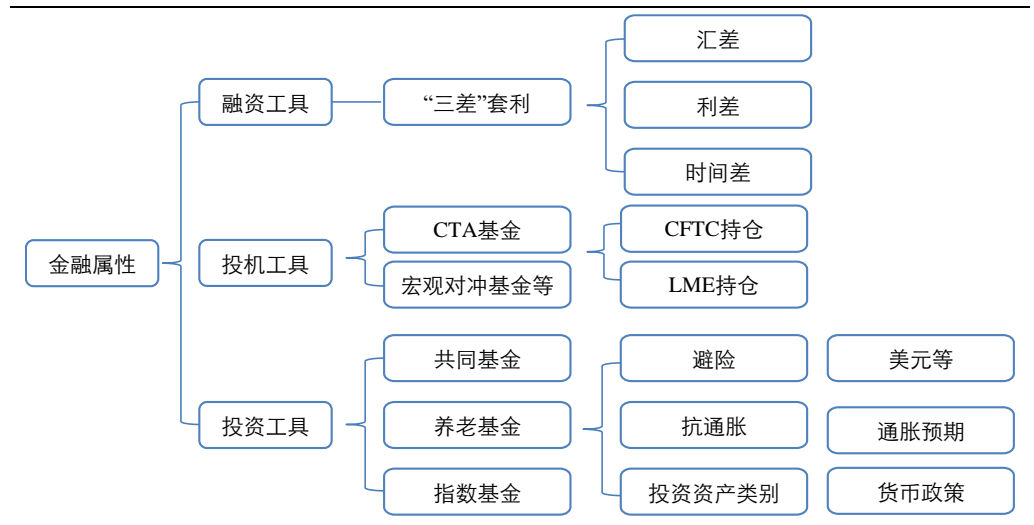 汇差
融资工具
“三差”套利
利差
时间差
CTA基金
CFTC持仓
金融属性
投机工具
宏观对冲基金等
LME持仓
共同基金
避险
美元等
投资工具
养老基金
抗通胀
通胀预期
指数基金
投资资产类别
货币政策